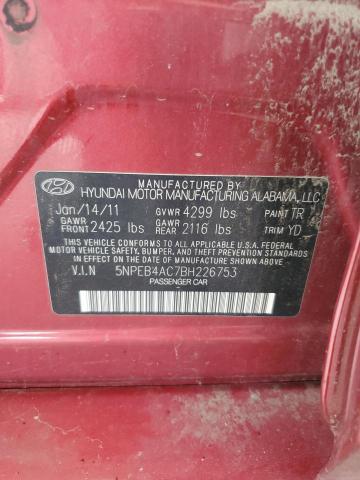 MANUFACTURED BY
HYUNDAI MOTOR MANUFACTURING ALABAMA, LLC
Jan/14/11 GVWR 4299 lbs PAINT TR
GAWR FRONT 2425 lbs GAWR REAR 2116 lbs TRIM YD
THIS VEHICLE CONFORMS TO ALL APPLICABLE U.S.A. FEDERAL
MOTOR VEHICLE SAFETY, BUMPER, AND THEFT PREVENTION
STANDARDS IN EFFECT ON THE DATE OF MANUFACTURE SHOWN ABOVE.
V.I.N 5NPEB4AC7BH226753
PASSENGER CAR